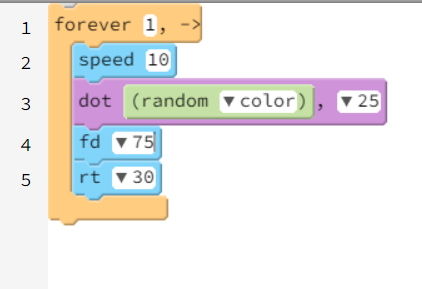 1 forever 1, ->
2 speed 10
3 dot (random ▼ color), ▼ 25
4 fd ▼ 75
5 rt ▼ 30